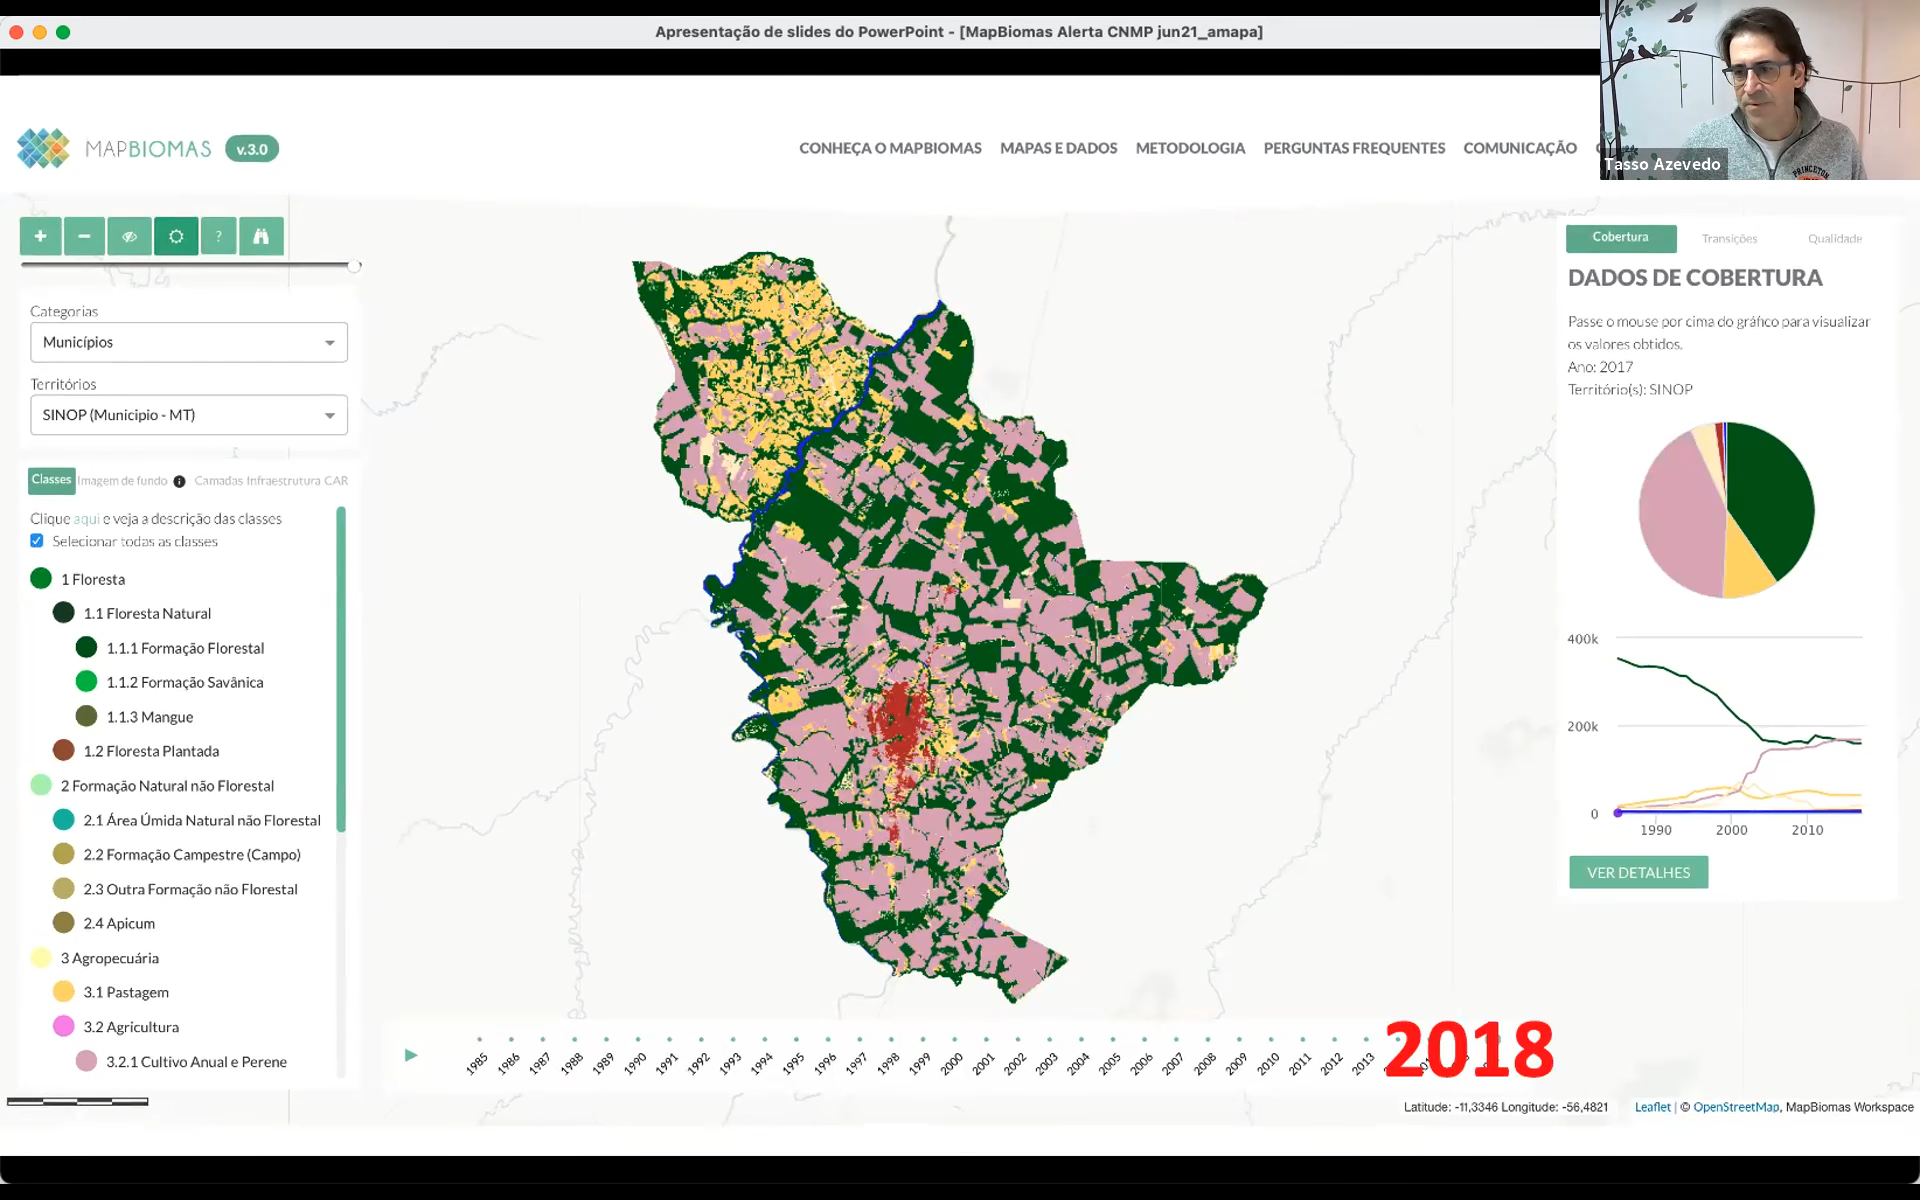 Apresentação de slides do PowerPoint - [MapBiomas Alerta CNMP jun21_amapa]
Tasso Azevedo
PRINCETON
MAPBIOMAS v.3.0
CONHEÇA O MAPBIOMAS MAPAS E DADOS METODOLOGIA PERGUNTAS FREQUENTES COMUNICAÇÃO
+ − ?
Categorias
Municípios
Territórios
SINOP (Municipio - MT)
Classes Imagem de fundo i Camadas Infraestrutura CAR
Clique aqui e veja a descrição das classes
Selecionar todas as classes
1 Floresta
1.1 Floresta Natural
1.1.1 Formação Florestal
1.1.2 Formação Savânica
1.1.3 Mangue
1.2 Floresta Plantada
2 Formação Natural não Florestal
2.1 Área Úmida Natural não Florestal
2.2 Formação Campestre (Campo)
2.3 Outra Formação não Florestal
2.4 Apicum
3 Agropecuária
3.1 Pastagem
3.2 Agricultura
3.2.1 Cultivo Anual e Perene
Cobertura Transições Qualidade
DADOS DE COBERTURA
Passe o mouse por cima do gráfico para visualizar
os valores obtidos.
Ano: 2017
Território(s): SINOP
400k
200k
0
1990 2000 2010
VER DETALHES
1985 1986 1987 1988 1989 1990 1991 1992 1993 1994 1995 1996 1997 1998 1999 2000 2001 2002 2003 2004 2005 2006 2007 2008 2009 2010 2011 2012 2013
2018
Latitude: -11,3346 Longitude: -56,4821 Leaflet | © OpenStreetMap, MapBiomas Workspace